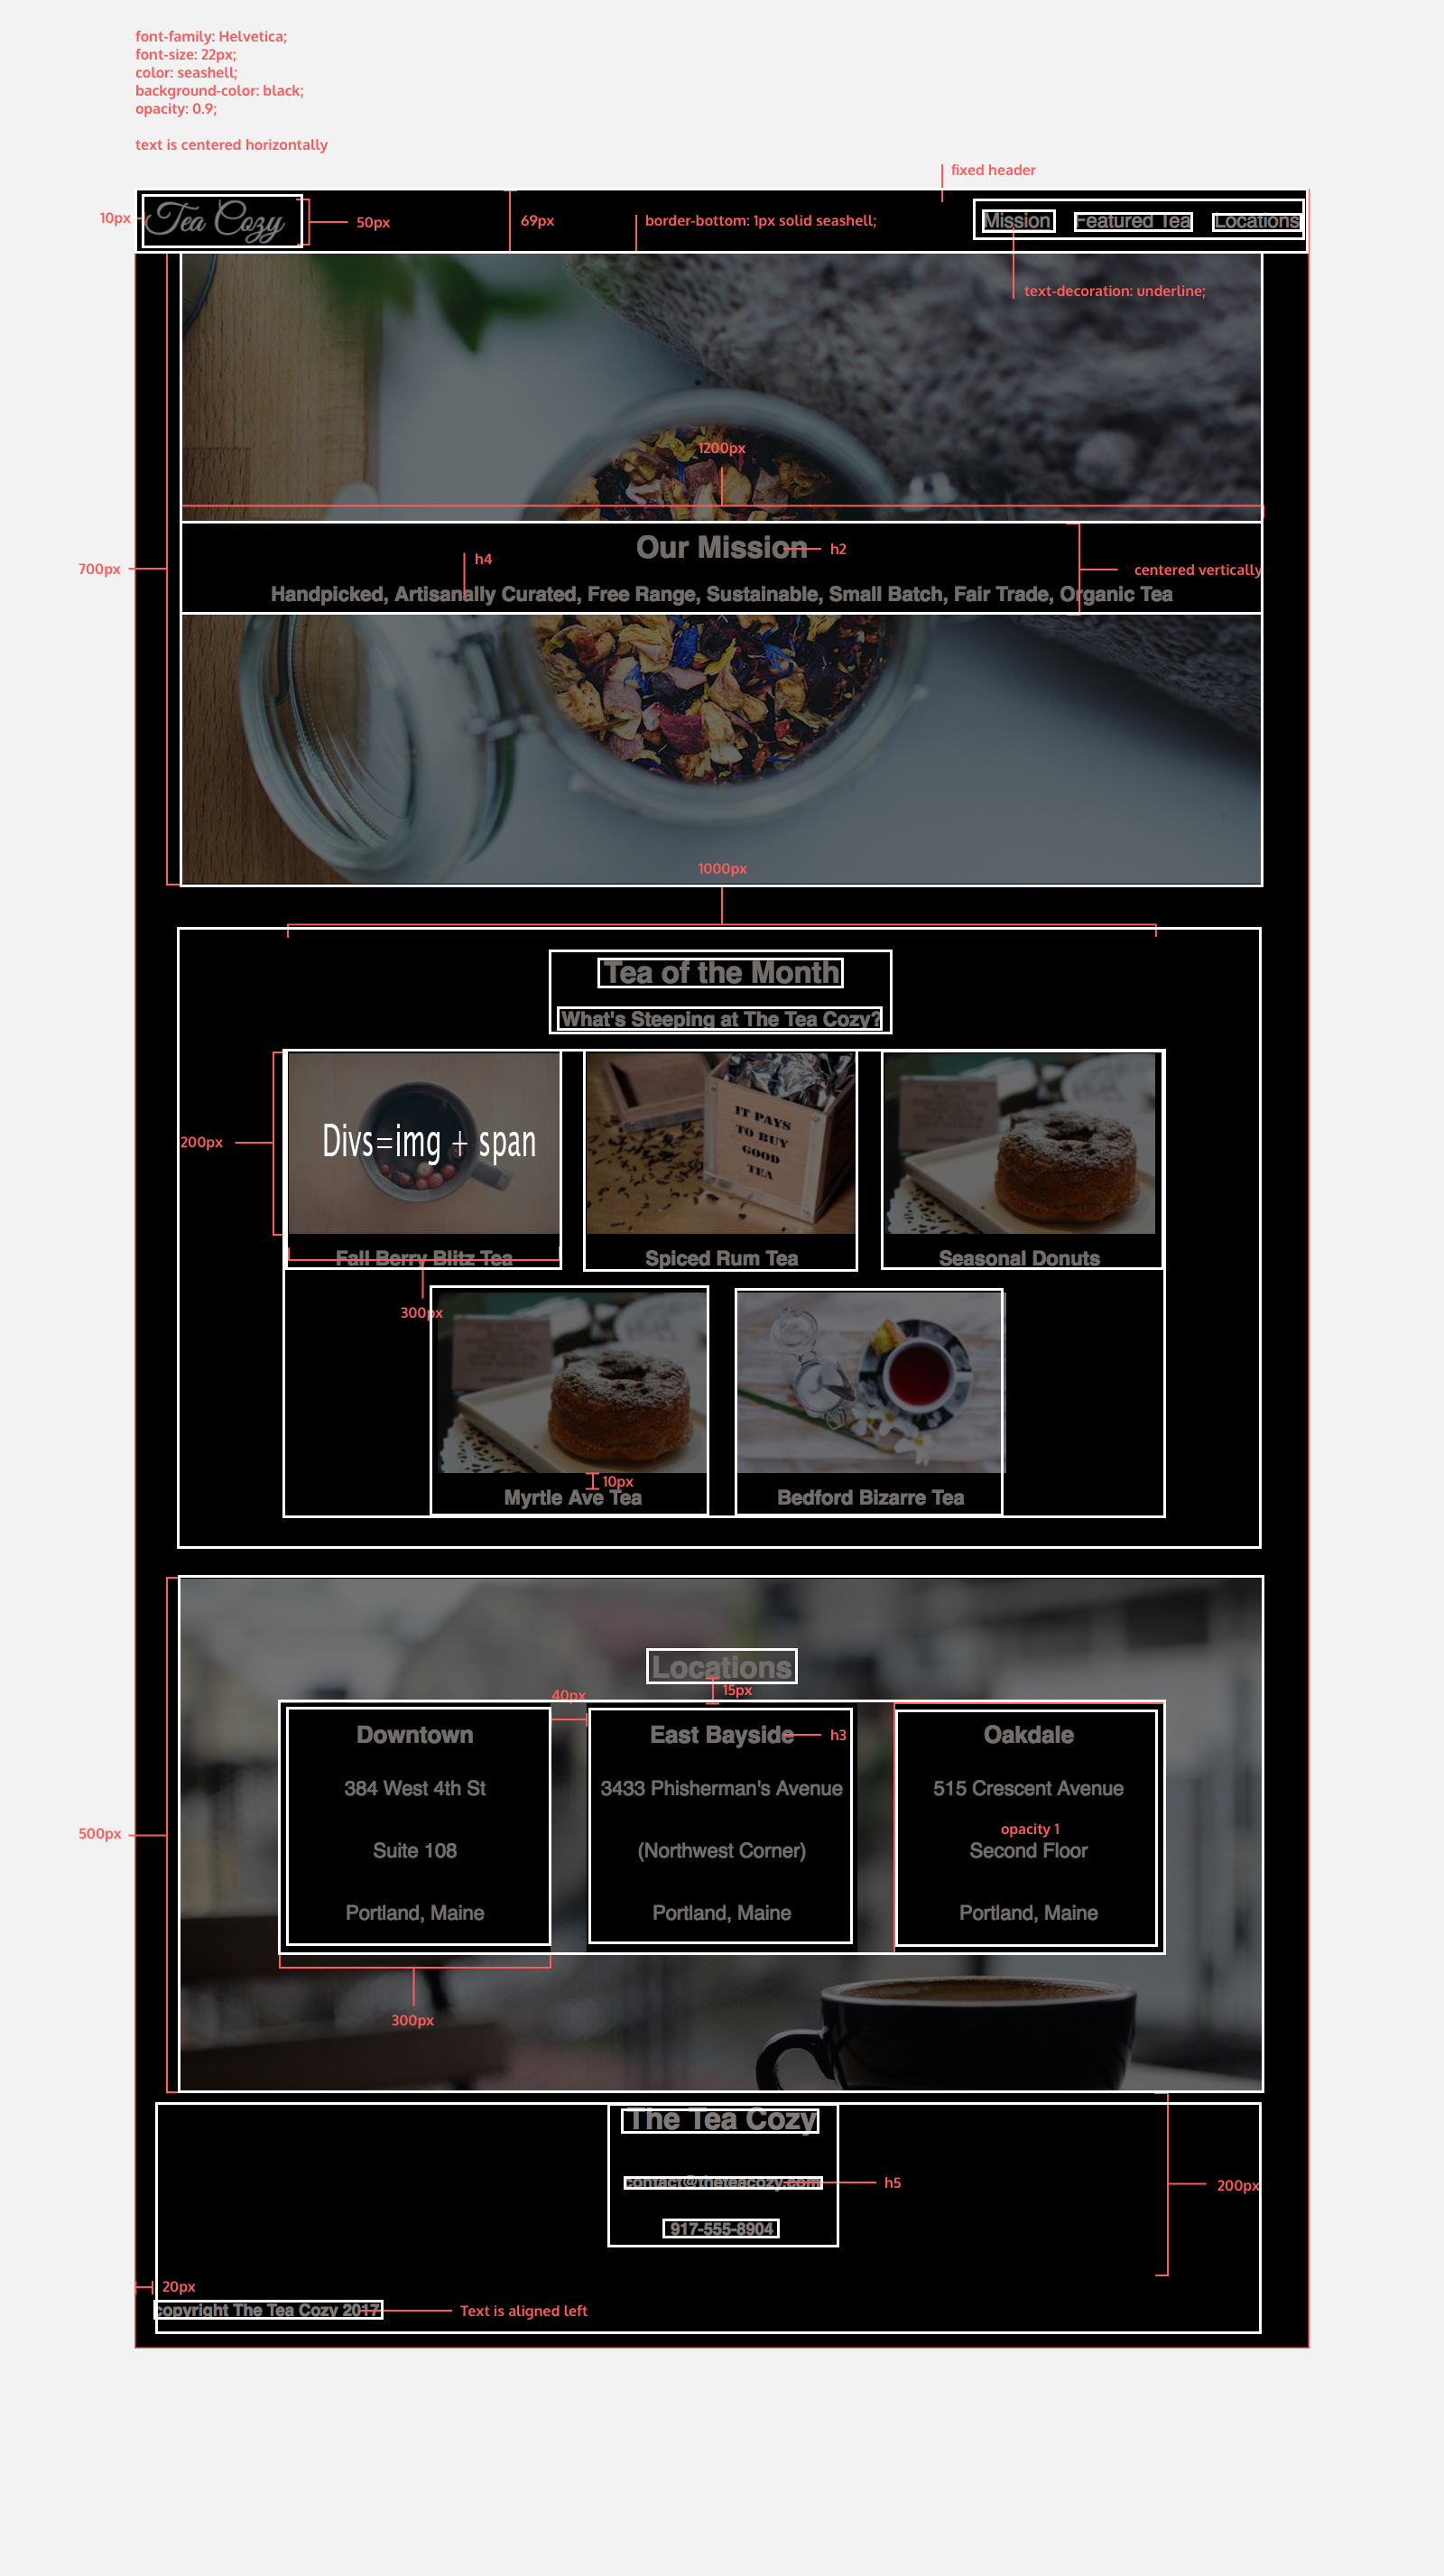 font-family: Helvetica;
font-size: 22px;
color: seashell;
background-color: black;
opacity: 0.9;
text is centered horizontally
fixed header
10px
Tea Cozy
50px
69px
border-bottom: 1px solid seashell;
Mission
Featured Tea
Locations
text-decoration: underline;
1200px
Our Mission
h2
h4
700px
centered vertically
Handpicked, Artisanally Curated, Free Range, Sustainable, Small Batch, Fair Trade, Organic Tea
1000px
Tea of the Month
What's Steeping at The Tea Cozy?
IT PAYS
TO BUY
GOOD
TEA
200px
Divs=img + span
Fall Berry Blitz Tea
Spiced Rum Tea
Seasonal Donuts
300px
10px
Myrtle Ave Tea
Bedford Bizarre Tea
Locations
40px
15px
Downtown
East Bayside
h3
Oakdale
384 West 4th St
3433 Phisherman's Avenue
515 Crescent Avenue
opacity 1
500px
Suite 108
(Northwest Corner)
Second Floor
Portland, Maine
Portland, Maine
Portland, Maine
300px
The Tea Cozy
contact@theteacozy.com
h5
200px
917-555-8904
20px
copyright The Tea Cozy 2017
Text is aligned left